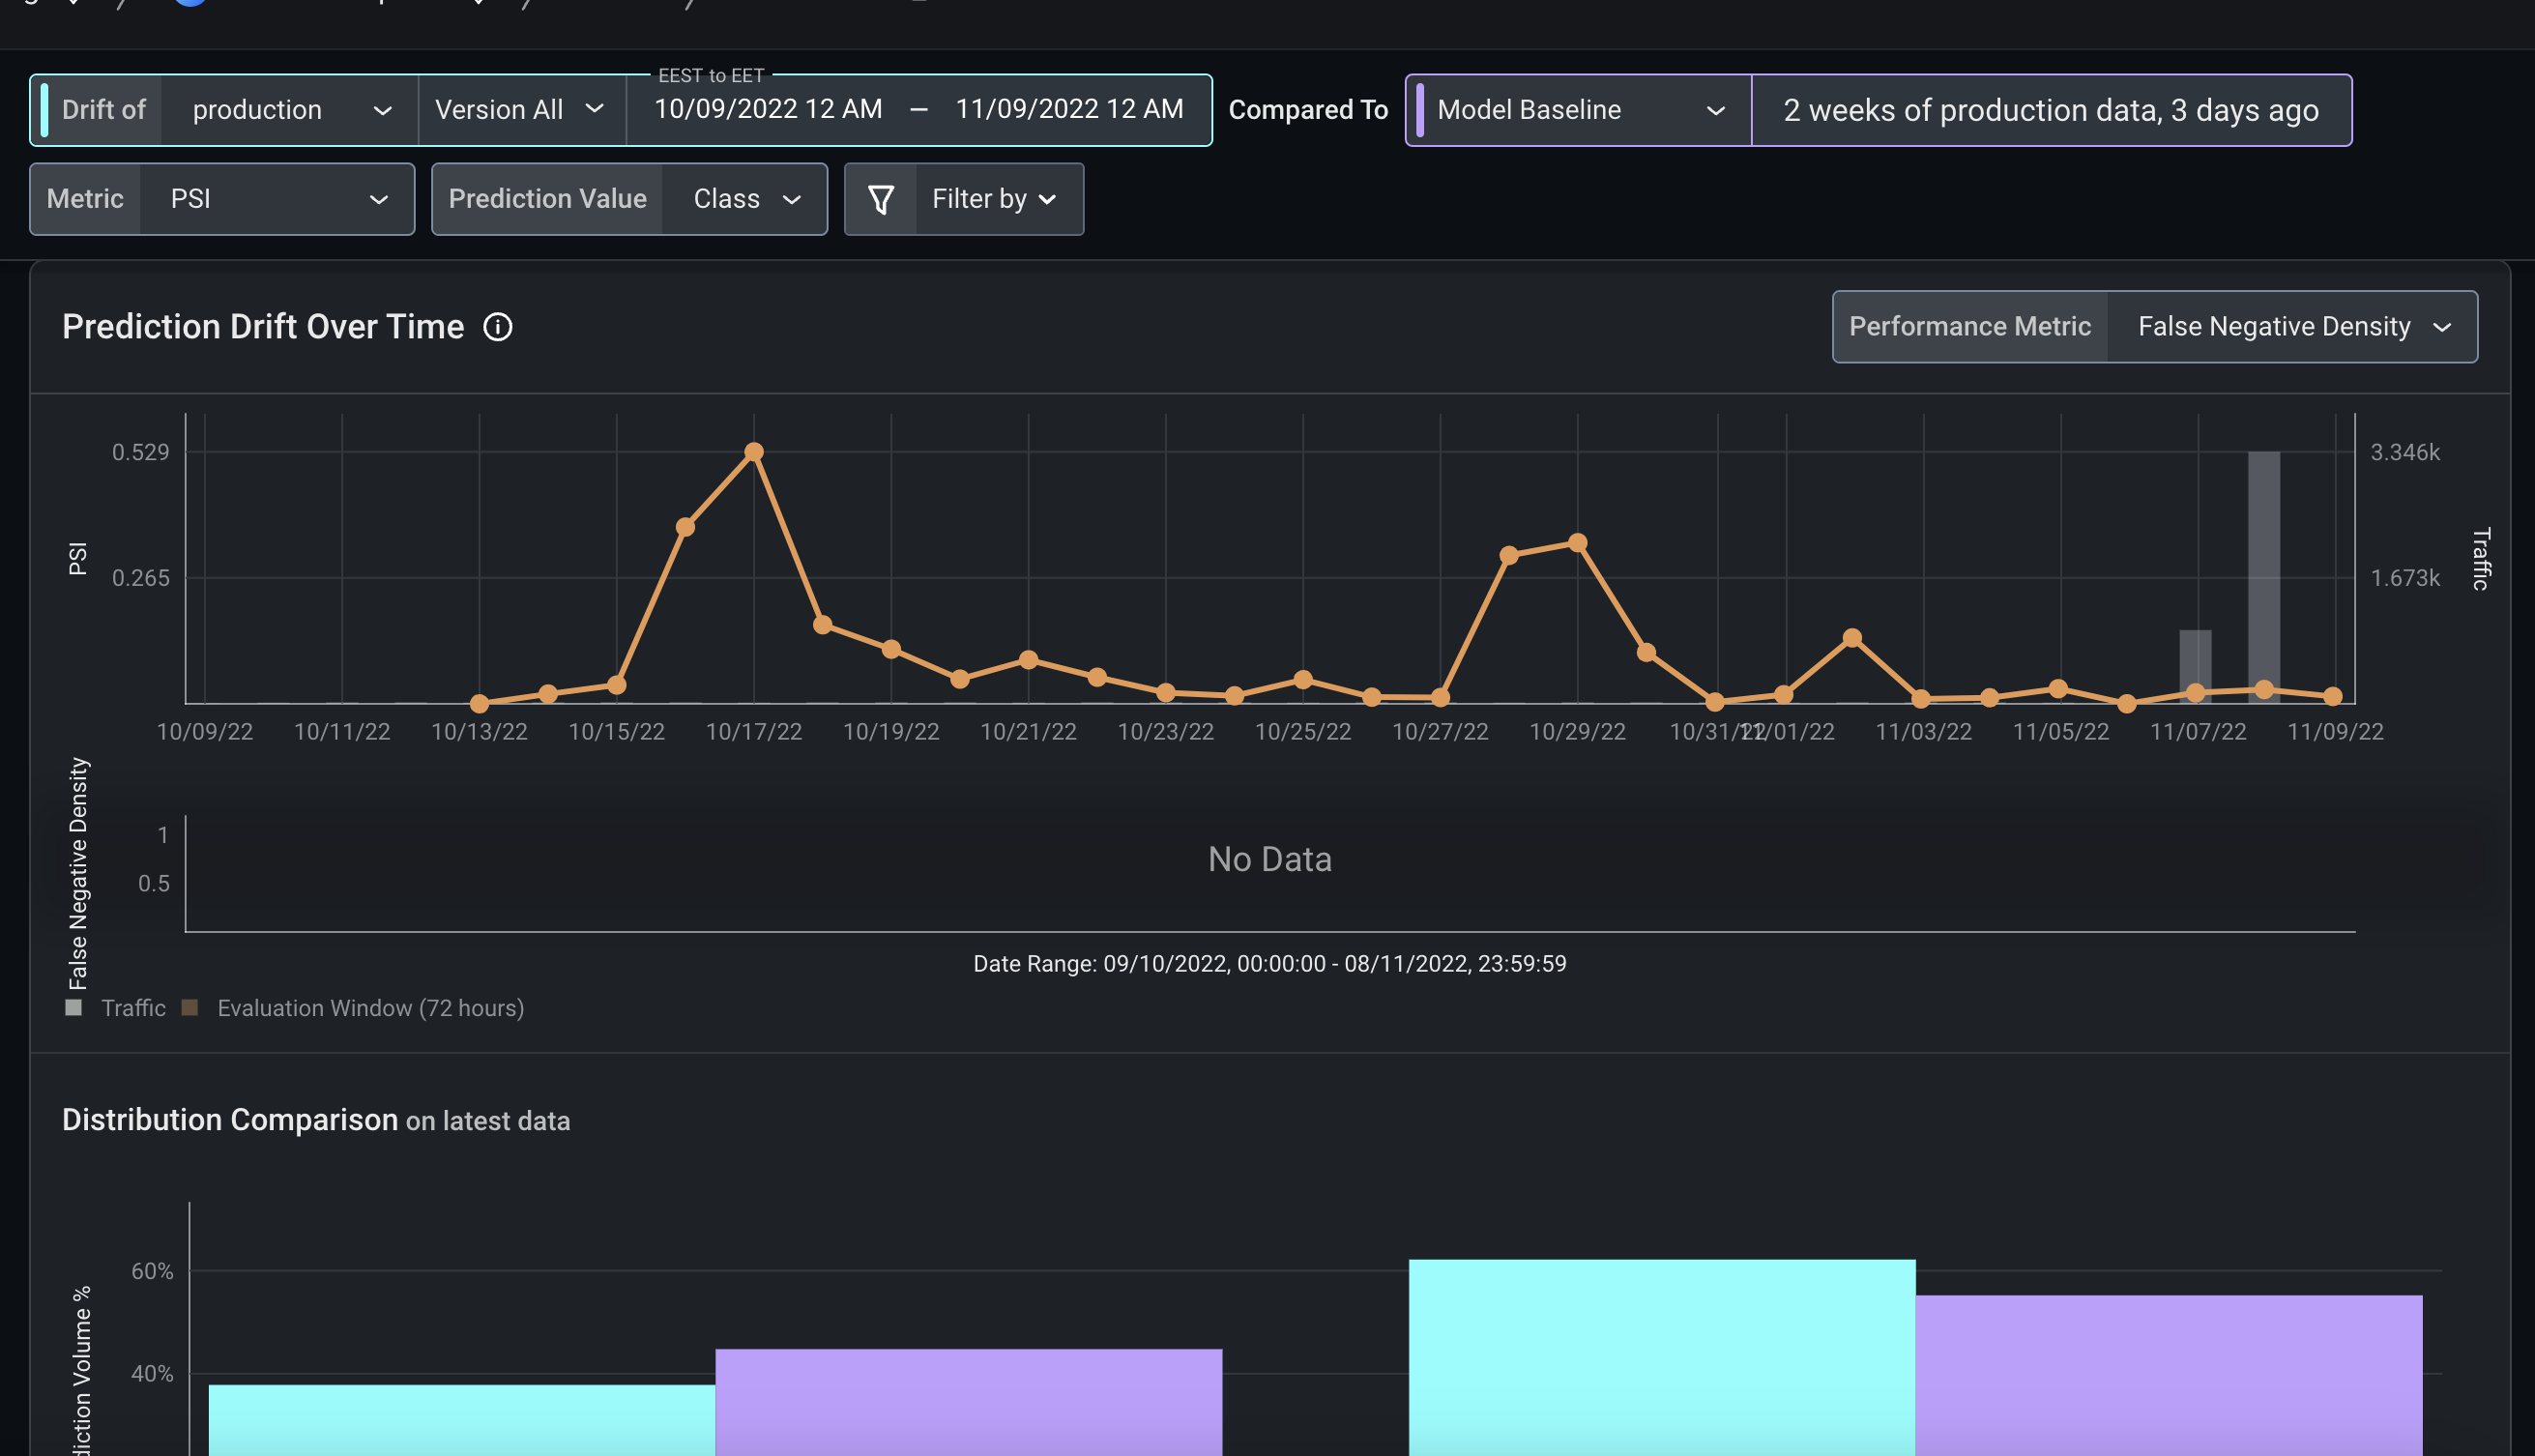 EEST to EET
Drift of production Version All 10/09/2022 12 AM – 11/09/2022 12 AM Compared To Model Baseline 2 weeks of production data, 3 days ago
Metric PSI Prediction Value Class Filter by
Prediction Drift Over Time Performance Metric False Negative Density
0.529 3.346k
PSI
0.265 1.673k
Traffic
10/09/22 10/11/22 10/13/22 10/15/22 10/17/22 10/19/22 10/21/22 10/23/22 10/25/22 10/27/22 10/29/22 10/31/22 11/01/22 11/03/22 11/05/22 11/07/22 11/09/22
False Negative Density
1
0.5
No Data
Date Range: 09/10/2022, 00:00:00 - 08/11/2022, 23:59:59
Traffic Evaluation Window (72 hours)
Distribution Comparison on latest data
60%
40%
Volume %